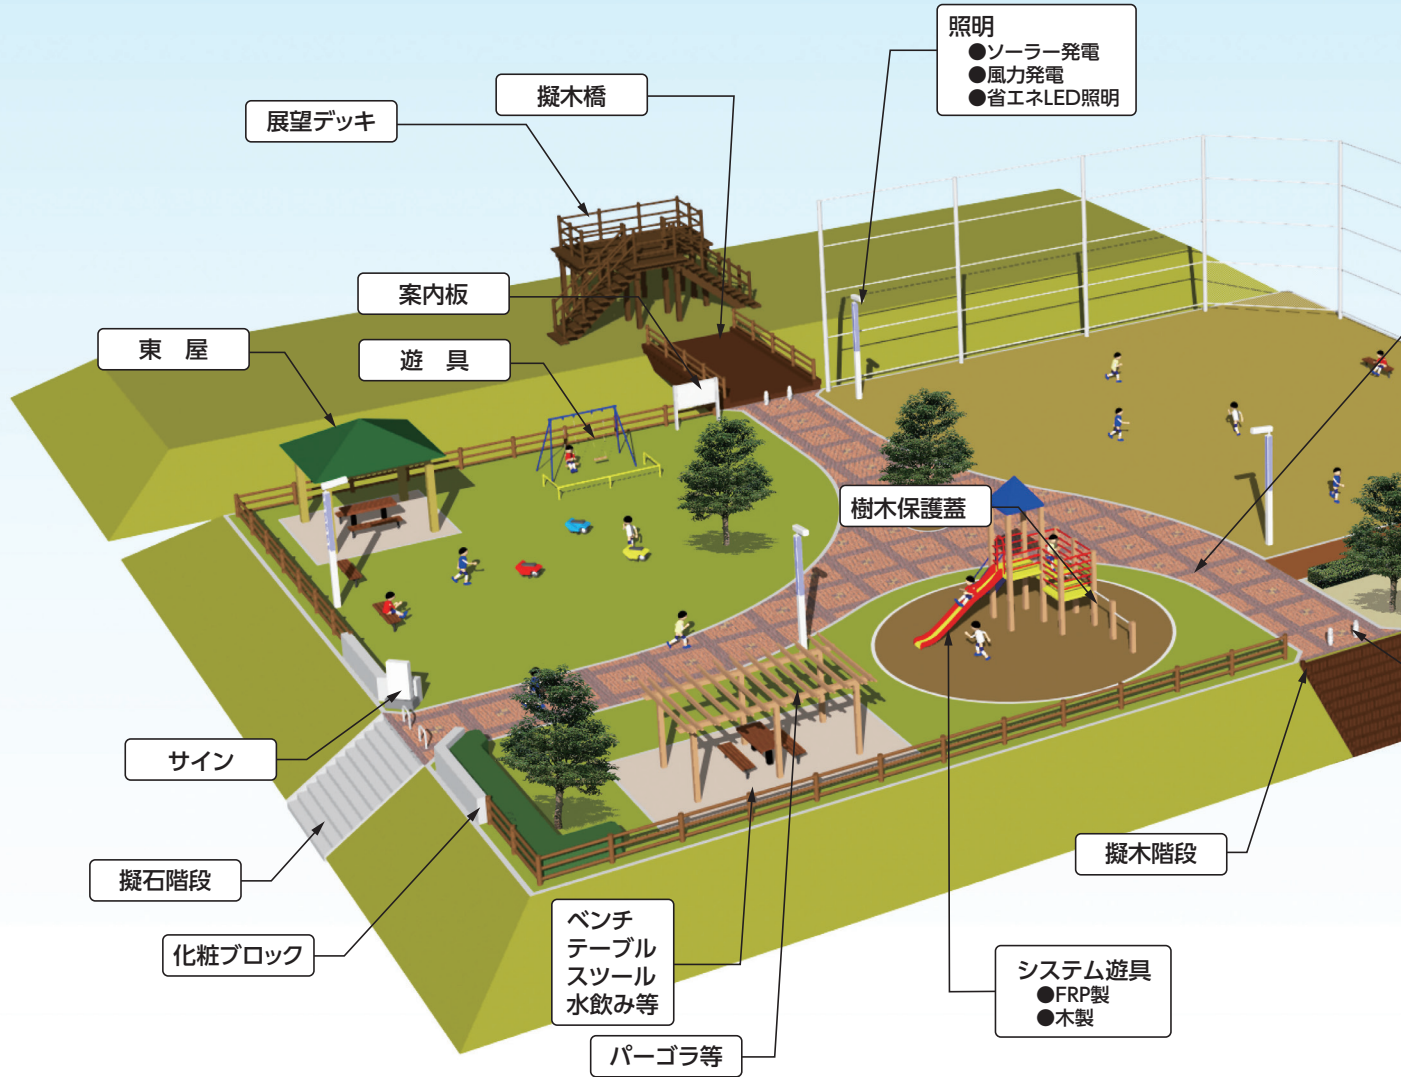 照明
●ソーラー発電
●風力発電
●省エネLED照明
擬木橋
展望デッキ
案内板
東　屋
遊　具
樹木保護蓋
サイン
擬木階段
擬石階段
化粧ブロック
ベンチ
テーブル
スツール
水飲み等
システム遊具
●FRP製
●木製
パーゴラ等